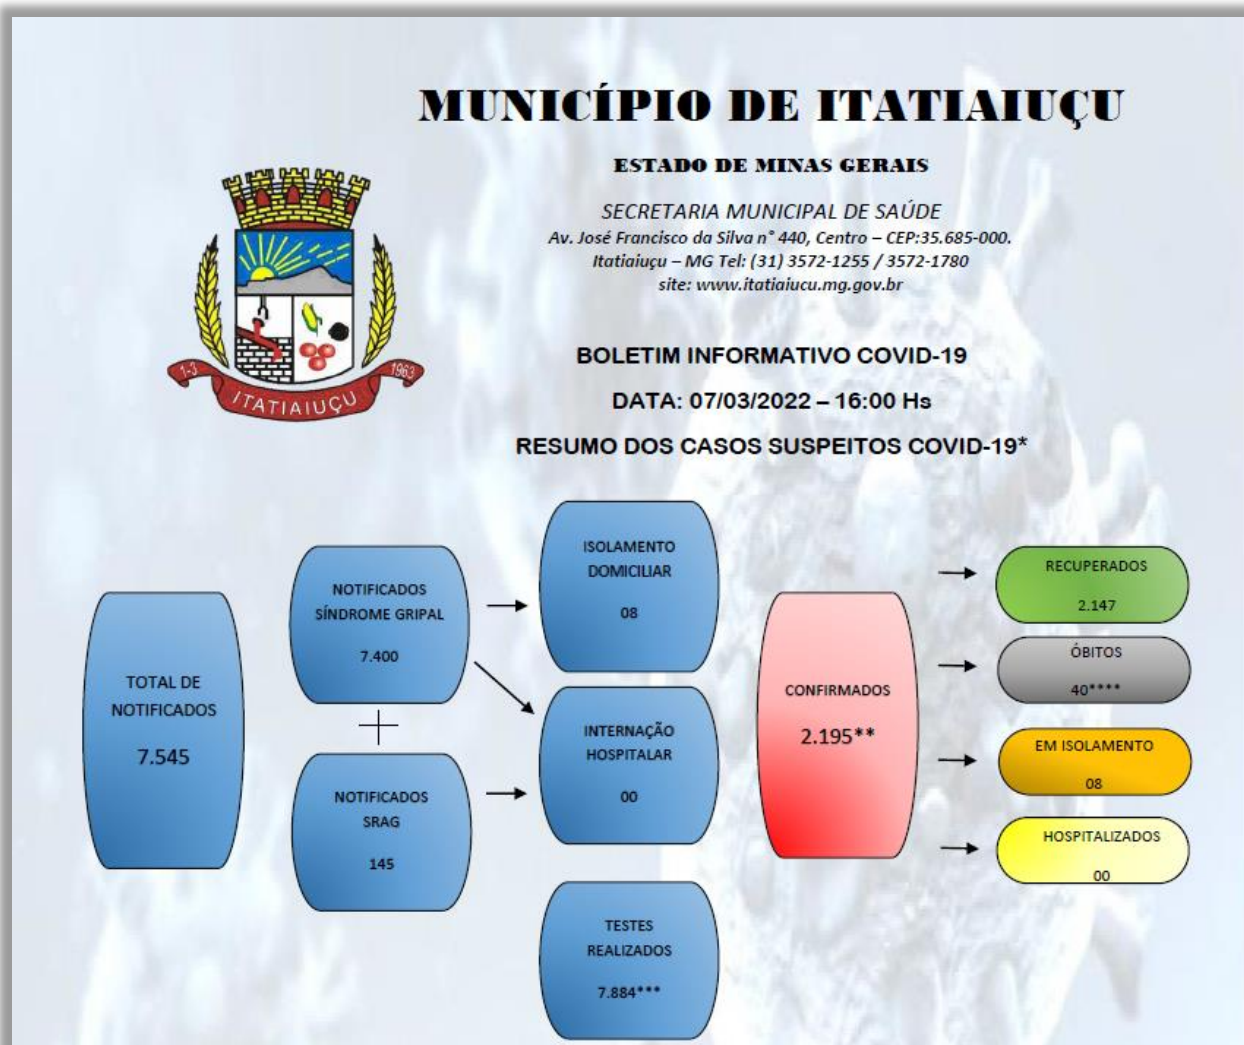 MUNICÍPIO DE ITATIAIUÇU
ESTADO DE MINAS GERAIS
SECRETARIA MUNICIPAL DE SAÚDE
Av. José Francisco da Silva n° 440, Centro – CEP:35.685-000.
Itatiaiuçu – MG Tel: (31) 3572-1255 / 3572-1780
site: www.itatiaiucu.mg.gov.br
1-3
1963
ITATIAIUÇU
BOLETIM INFORMATIVO COVID-19
DATA: 07/03/2022 – 16:00 Hs
RESUMO DOS CASOS SUSPEITOS COVID-19*
TOTAL DE
NOTIFICADOS
7.545
NOTIFICADOS
SÍNDROME GRIPAL
7.400
NOTIFICADOS
SRAG
145
ISOLAMENTO
DOMICILIAR
08
INTERNAÇÃO
HOSPITALAR
00
TESTES
REALIZADOS
7.884***
CONFIRMADOS
2.195**
RECUPERADOS
2.147
ÓBITOS
40****
EM ISOLAMENTO
08
HOSPITALIZADOS
00